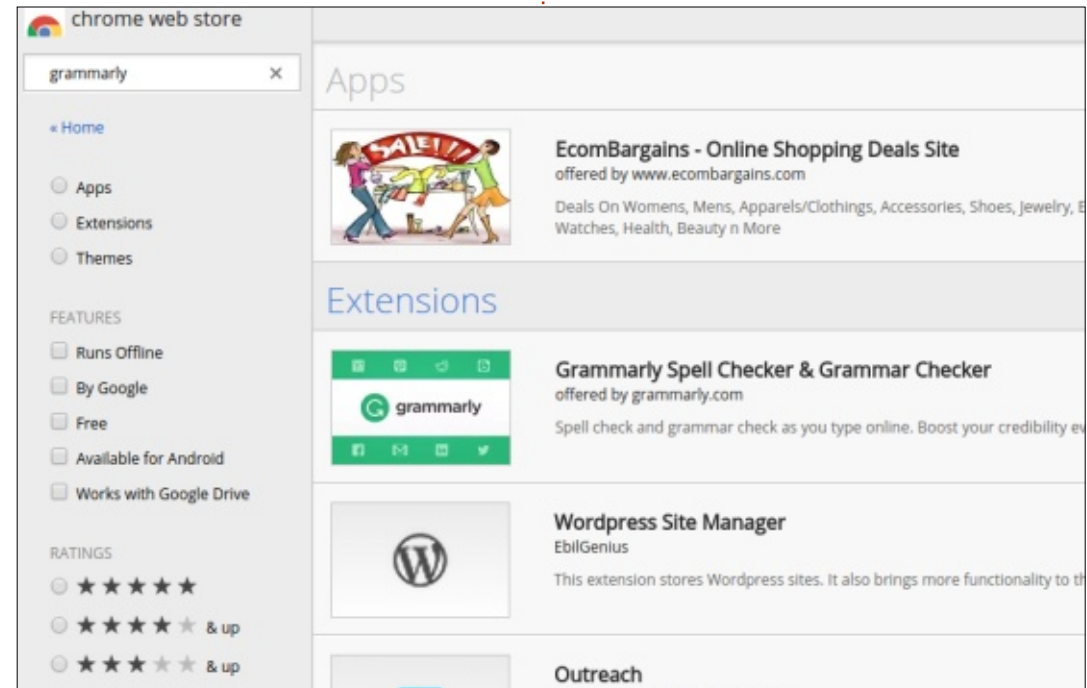 chrome web store
grammarly
« Home
Apps
Extensions
Themes
FEATURES
Runs Offline
By Google
Free
Available for Android
Works with Google Drive
RATINGS
& up
& up
Apps
SALE!!!
EcomBargains - Online Shopping Deals Site
offered by www.ecombargains.com
Deals On Womens, Mens, Apparels/Clothings, Accessories, Shoes, Jewelry,
Watches, Health, Beauty n More
Extensions
grammarly
Grammarly Spell Checker & Grammar Checker
offered by grammarly.com
Spell check and grammar check as you type online. Boost your credibility
Wordpress Site Manager
EbilGenius
This extension stores Wordpress sites. It also brings more functionality to
Outreach